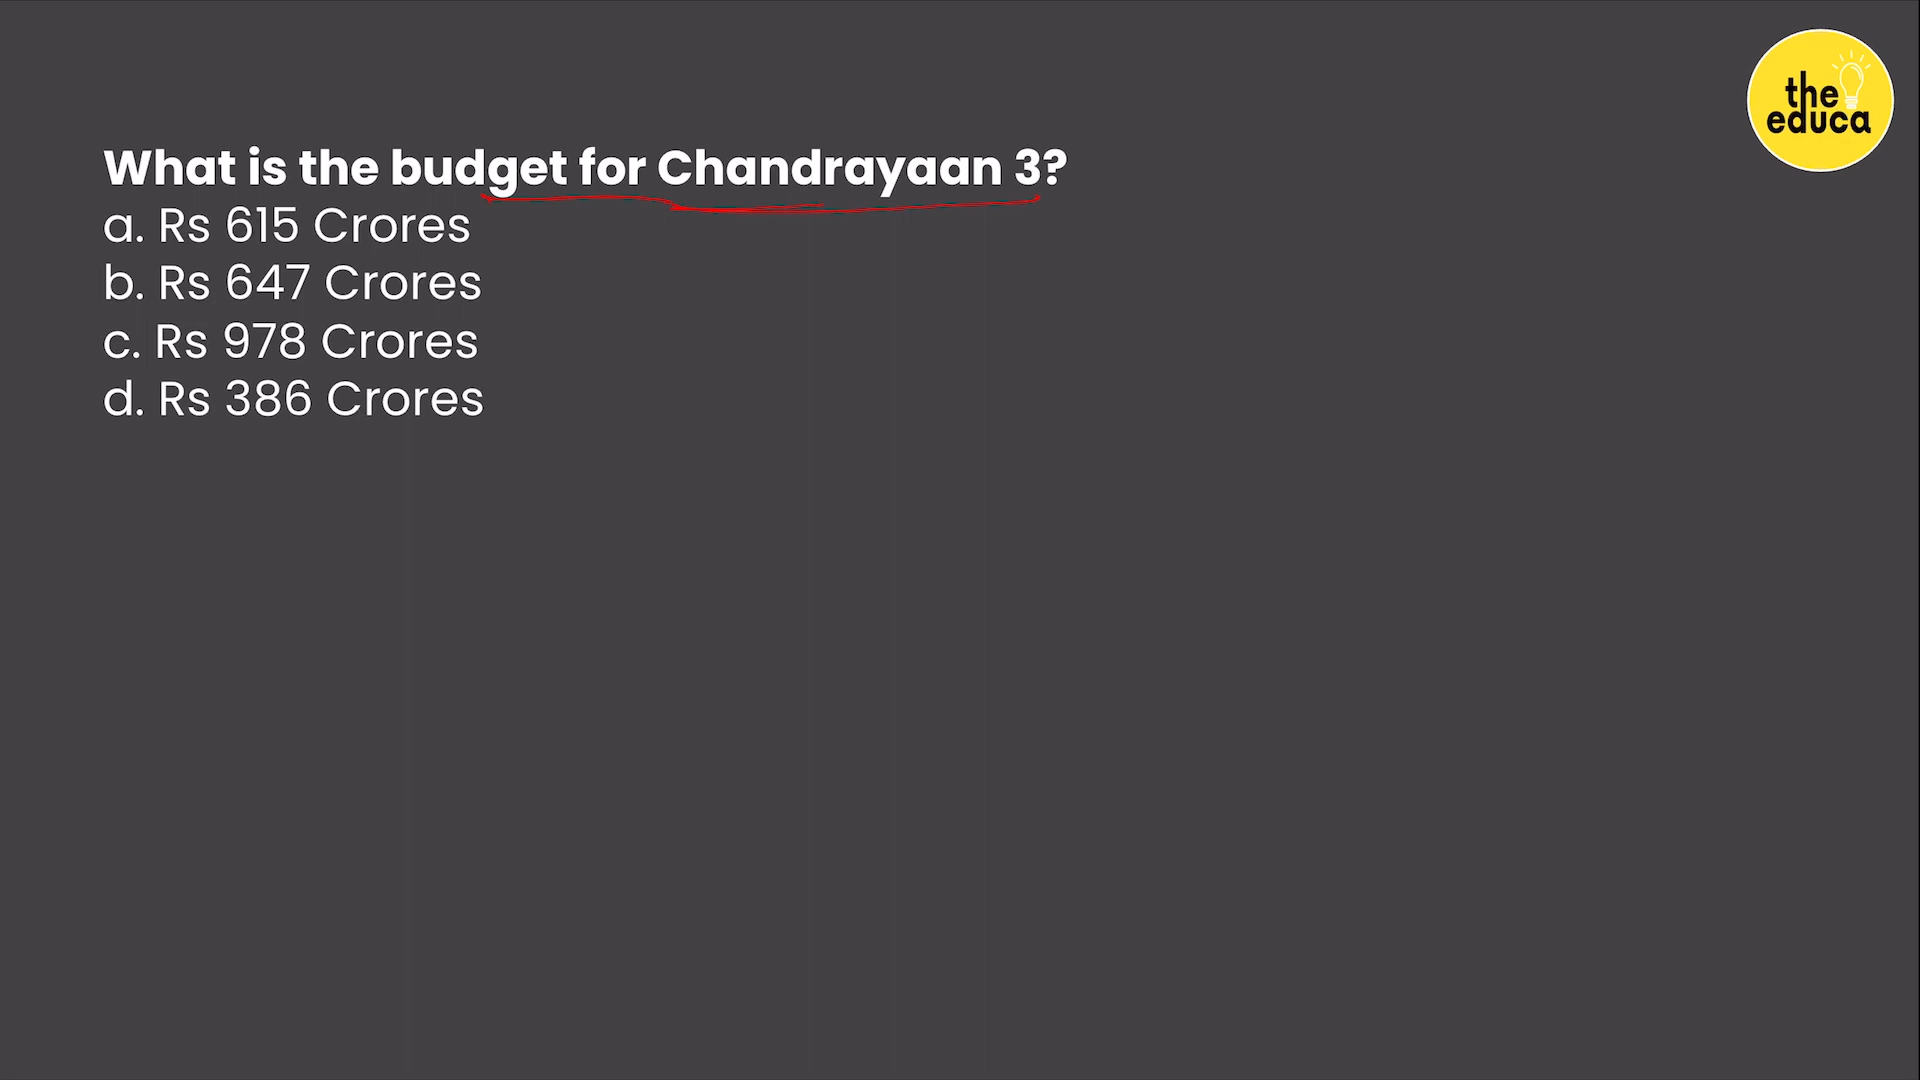 What is the budget for Chandrayaan 3?
a. Rs 615 Crores
b. Rs 647 Crores
c. Rs 978 Crores
d. Rs 386 Crores
the
educa